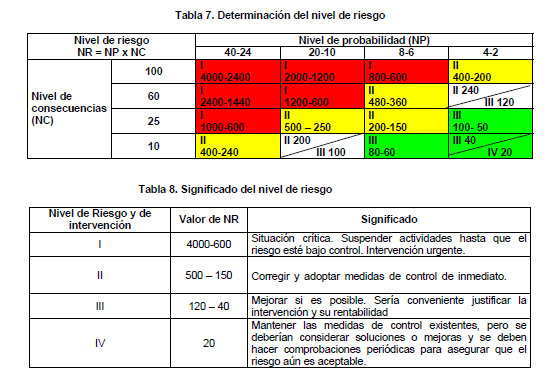 Tabla 7. Determinación del nivel de riesgo
Nivel de riesgo
NR = NP x NC
Nivel de probabilidad (NP)
40-24 20-10 8-6 4-2
Nivel de
consecuencias
(NC)
100
I I I II
4000-2400 2000-1200 800-600 400-200
60
I I II II 240
2400-1440 1200-600 480-360 III 120
25
I II II III
1000-600 500 – 250 200-150 100- 50
10
II II 200 III III 40
400-240 III 100 80-60 IV 20
Tabla 8. Significado del nivel de riesgo
Nivel de Riesgo y de
intervención
Valor de NR
Significado
I
4000-600
Situación crítica. Suspender actividades hasta que el
riesgo esté bajo control. Intervención urgente.
II
500 – 150
Corregir y adoptar medidas de control de inmediato.
III
120 – 40
Mejorar si es posible. Sería conveniente justificar la
intervención y su rentabilidad
IV
20
Mantener las medidas de control existentes, pero se
deberían considerar soluciones o mejoras y se deben
hacer comprobaciones periódicas para asegurar que el
riesgo aún es aceptable.